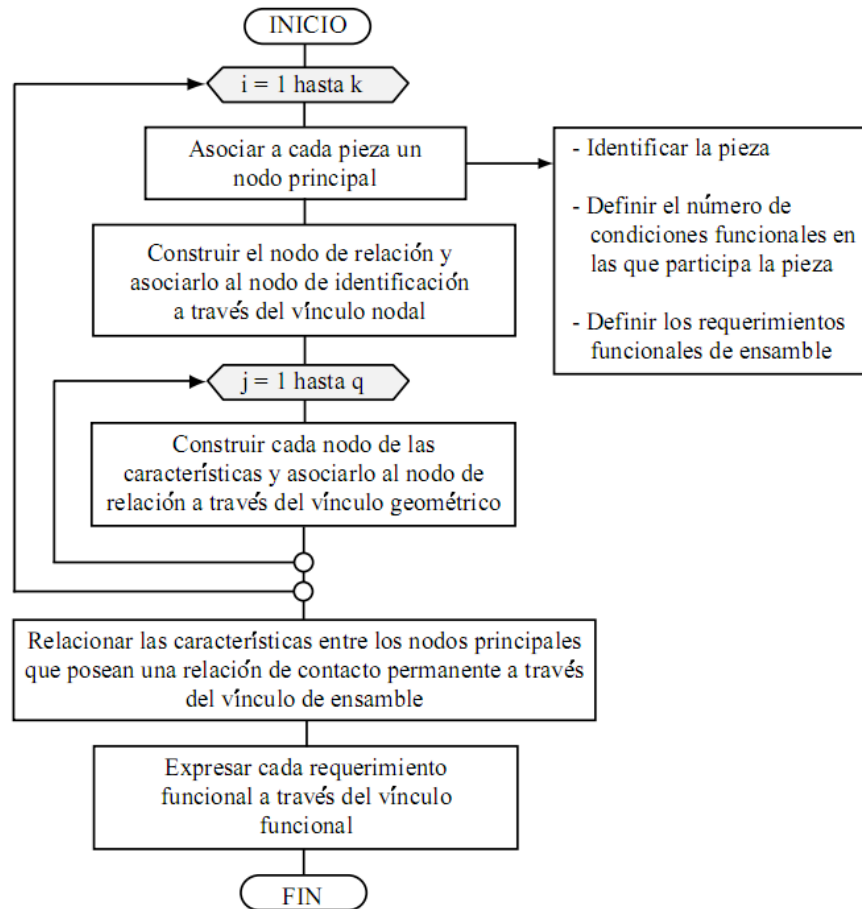 INICIO
i = 1 hasta k
Asociar a cada pieza un
nodo principal
- Identificar la pieza
- Definir el número de
condiciones funcionales en
las que participa la pieza
- Definir los requerimientos
funcionales de ensamble
Construir el nodo de relación y
asociarlo al nodo de identificación
a través del vínculo nodal
j = 1 hasta q
Construir cada nodo de las
características y asociarlo al nodo de
relación a través del vínculo geométrico
Relacionar las características entre los nodos principales
que posean una relación de contacto permanente a través
del vínculo de ensamble
Expresar cada requerimiento
funcional a través del vínculo
funcional
FIN